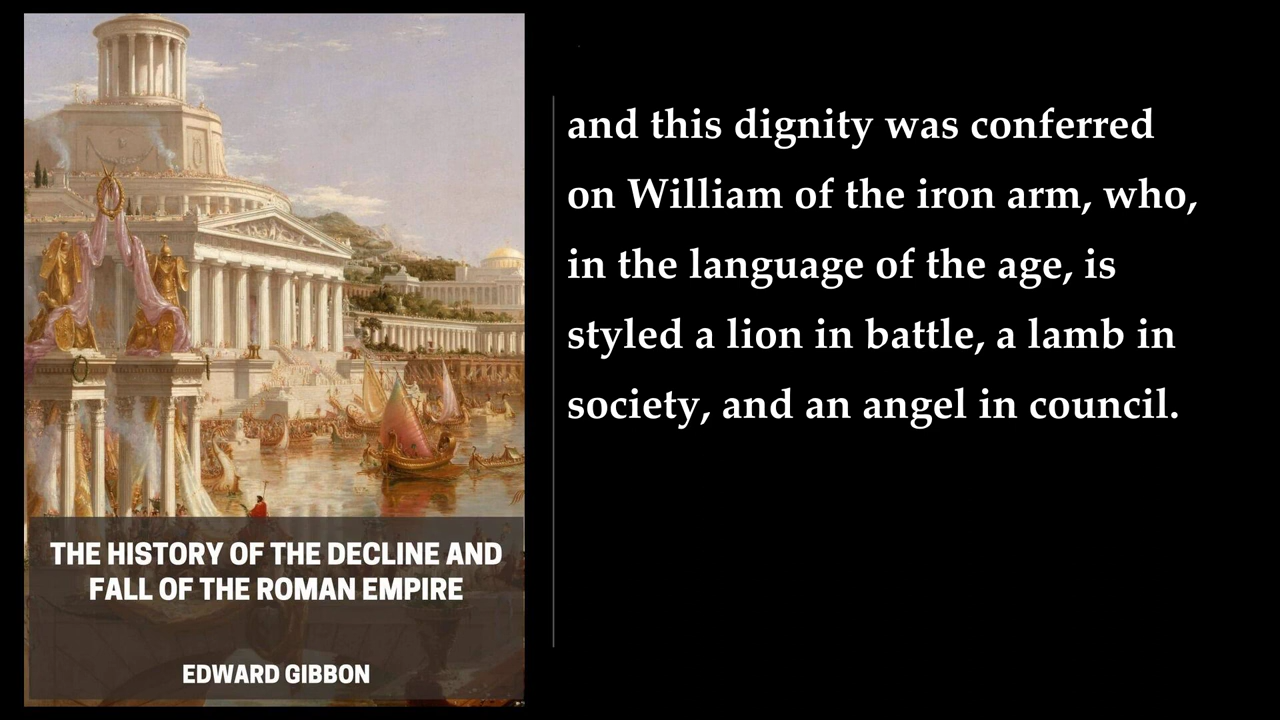 and this dignity was conferred
on William of the iron arm, who,
in the language of the age, is
styled a lion in battle, a lamb in
society, and an angel in council.
THE HISTORY OF THE DECLINE AND
FALL OF THE ROMAN EMPIRE
EDWARD GIBBON